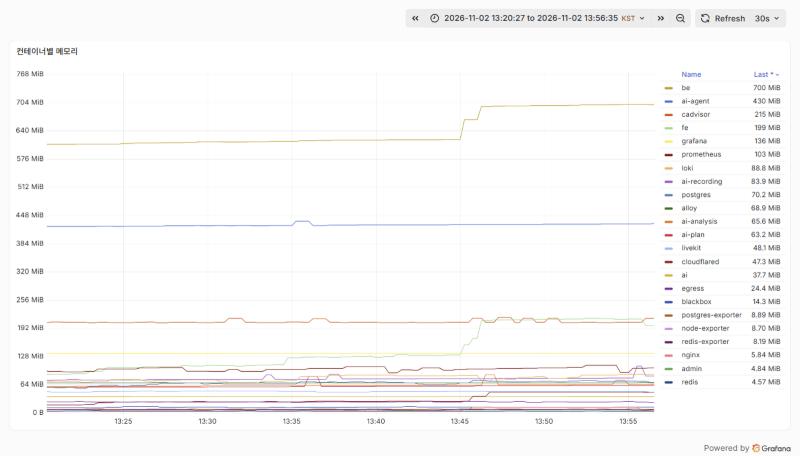 2026-11-02 13:20:27 to 2026-11-02 13:56:35 KST
Refresh 30s
컨테이너별 메모리
768 MiB
704 MiB
640 MiB
576 MiB
512 MiB
448 MiB
384 MiB
320 MiB
256 MiB
192 MiB
128 MiB
64 MiB
0 B
13:25 13:30 13:35 13:40 13:45 13:50 13:55
Name Last *
be 700 MiB
ai-agent 430 MiB
cadvisor 215 MiB
fe 199 MiB
grafana 136 MiB
prometheus 103 MiB
loki 88.8 MiB
ai-recording 83.9 MiB
postgres 70.2 MiB
alloy 68.9 MiB
ai-analysis 65.6 MiB
ai-plan 63.2 MiB
livekit 48.1 MiB
cloudflared 47.3 MiB
ai 37.7 MiB
egress 24.4 MiB
blackbox 14.3 MiB
postgres-exporter 8.89 MiB
node-exporter 8.70 MiB
redis-exporter 8.19 MiB
nginx 5.84 MiB
admin 4.84 MiB
redis 4.57 MiB
Powered by Grafana